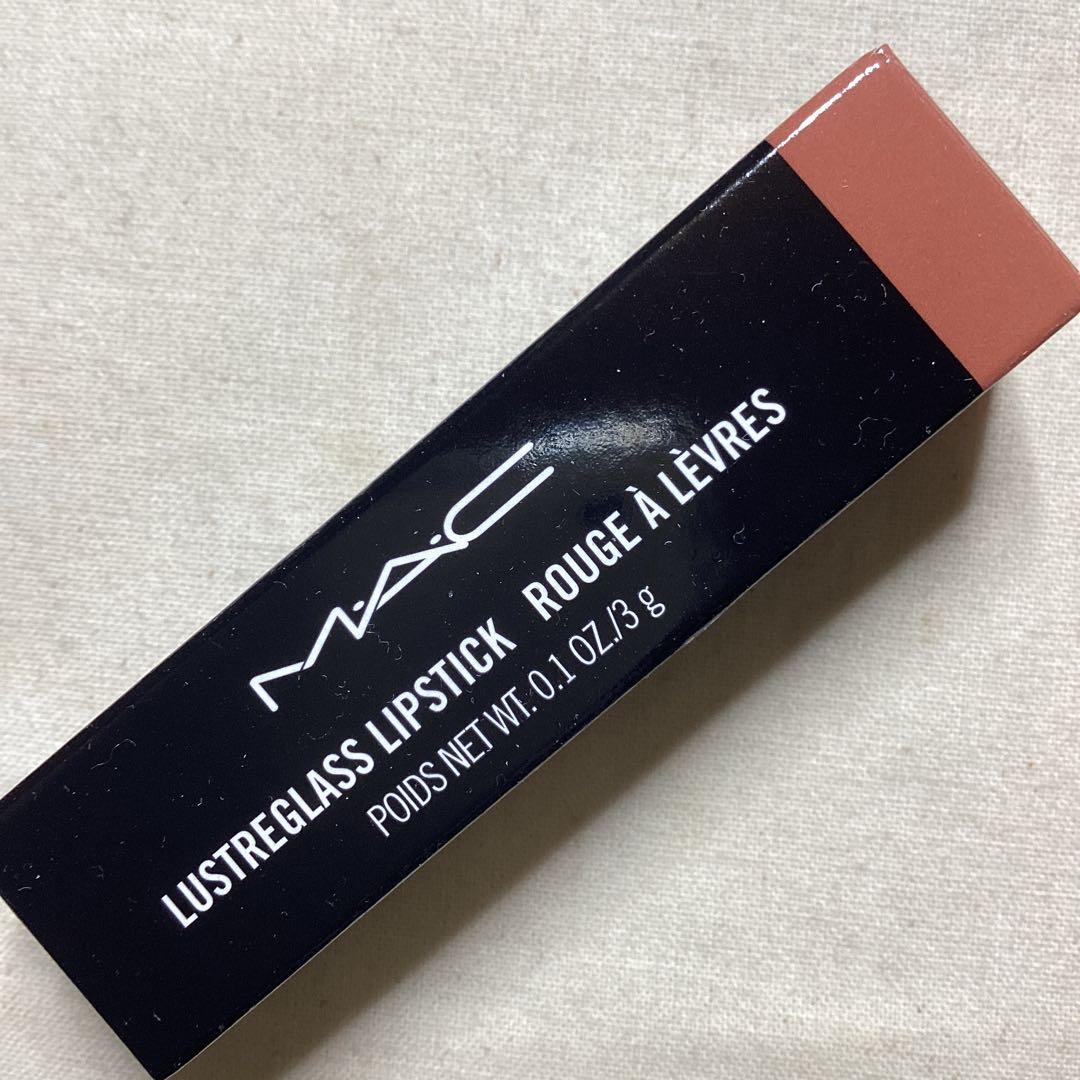 M·A·C
LUSTREGLASS LIPSTICK ROUGE À LÈVRES
POIDS NET WT. 0.1 OZ./3 g